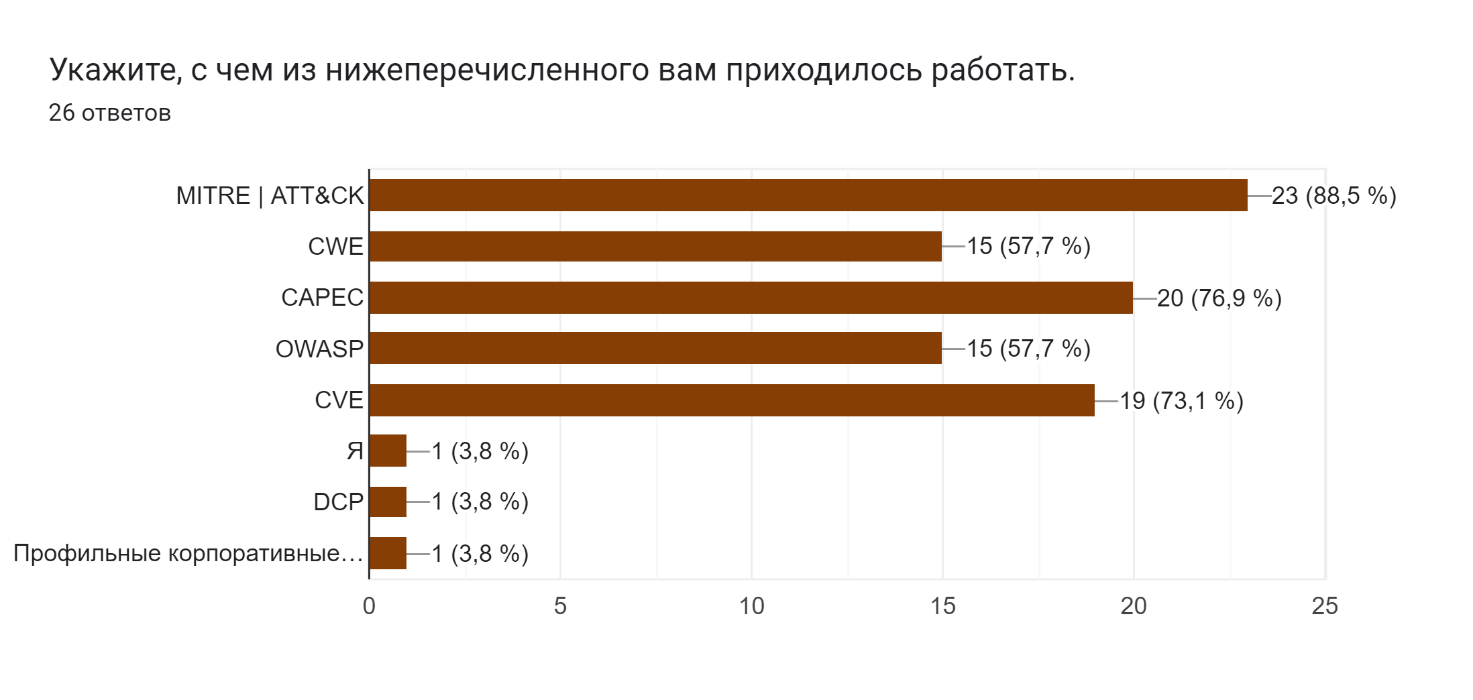 Укажите, с чем из нижеперечисленного вам приходилось работать.
26 ответов
MITRE | ATT&CK 23 (88,5 %)
CWE 15 (57,7 %)
CAPEC 20 (76,9 %)
OWASP 15 (57,7 %)
CVE 19 (73,1 %)
Я 1 (3,8 %)
DCP 1 (3,8 %)
Профильные корпоративные… 1 (3,8 %)
0 5 10 15 20 25